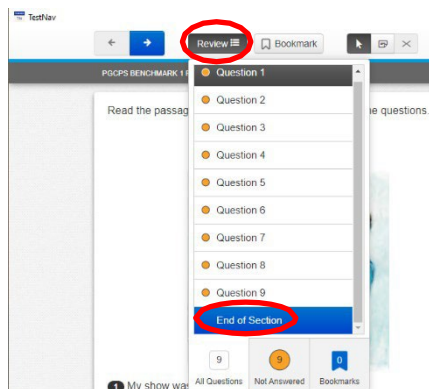 TestNav
Review Bookmark
PGCPS BENCHMARK 1
Read the passag
e questions.
Question 1
Question 2
Question 3
Question 4
Question 5
Question 6
Question 7
Question 8
Question 9
End of Section
9 9 0
All Questions Not Answered Bookmarks
1 My show was